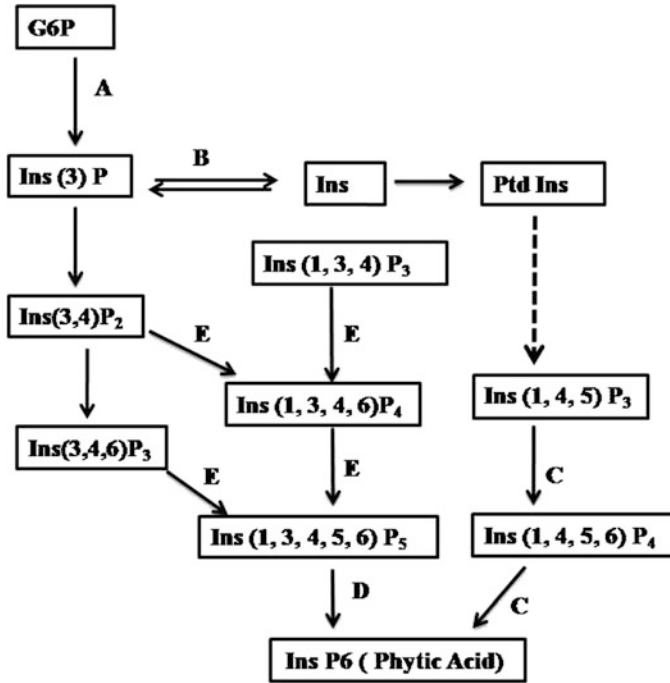 G6P
A
Ins (3) P
B
Ins
Ptd Ins
Ins (1, 3, 4) P₃
Ins(3,4)P₂
E
E
Ins (1, 3, 4, 6)P₄
Ins (1, 4, 5) P₃
Ins(3,4,6)P₃
E
E
C
Ins (1, 3, 4, 5, 6) P₅
Ins (1, 4, 5, 6) P₄
D
C
Ins P6 ( Phytic Acid)